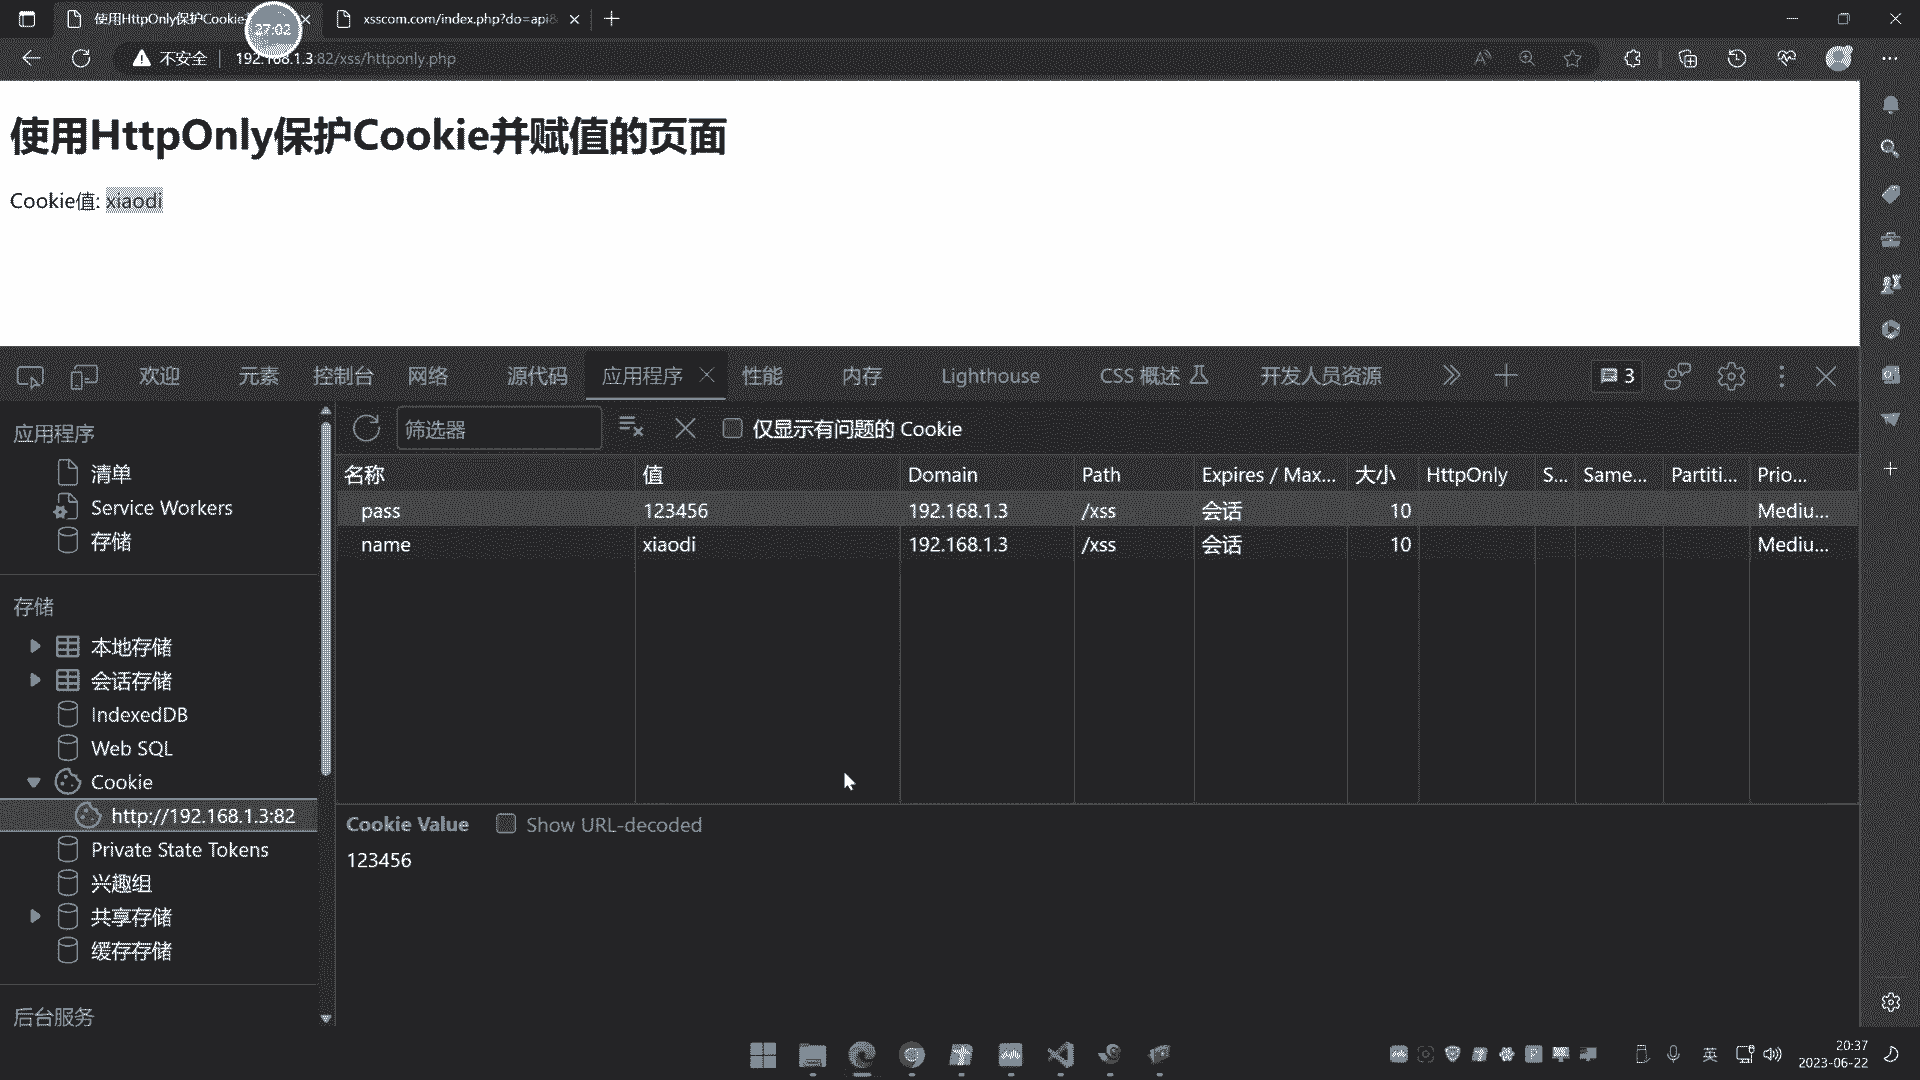 使用HttpOnly保护Cookie
xsscom.com/index.php?do=api&
27:02
不安全
192.168.1.3:82/xss/httponly.php
使用HttpOnly保护Cookie并赋值的页面
Cookie值: xiaodi
欢迎
元素
控制台
网络
源代码
应用程序
性能
内存
Lighthouse
CSS 概述
开发人员资源
3
应用程序
清单
Service Workers
存储
存储
本地存储
会话存储
IndexedDB
Web SQL
Cookie
http://192.168.1.3:82
Private State Tokens
兴趣组
共享存储
缓存存储
后台服务
筛选器
仅显示有问题的 Cookie
名称 值 Domain Path Expires / Max... 大小 HttpOnly S... Same... Partiti... Prio...
pass 123456 192.168.1.3 /xss 会话 10 Mediu...
name xiaodi 192.168.1.3 /xss 会话 10 Mediu...
Cookie Value
Show URL-decoded
123456
英
20:37
2023-06-22